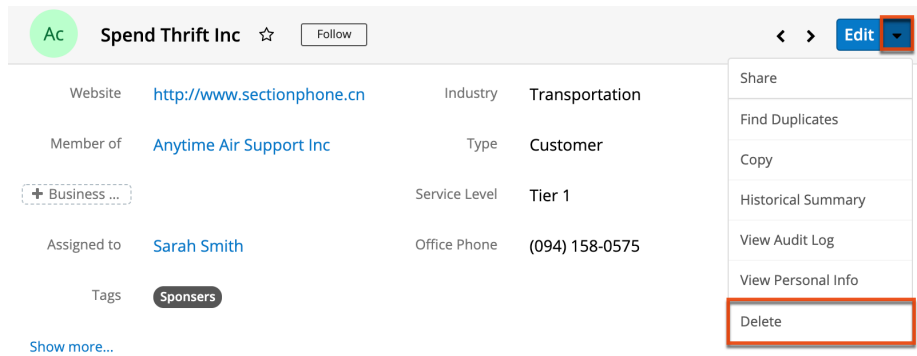 Ac Spend Thrift Inc Follow Edit
Share
Website http://www.sectionphone.cn Industry Transportation
Find Duplicates
Member of Anytime Air Support Inc Type Customer
Copy
+ Business ... Service Level Tier 1
Historical Summary
Assigned to Sarah Smith Office Phone (094) 158-0575
View Audit Log
View Personal Info
Tags Sponsers
Delete
Show more...